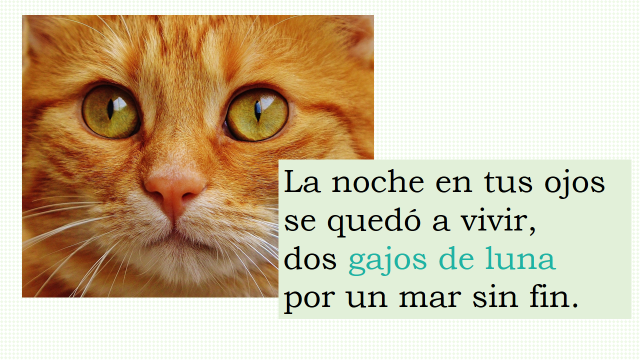 La noche en tus ojos
se quedó a vivir,
dos gajos de luna
por un mar sin fin.